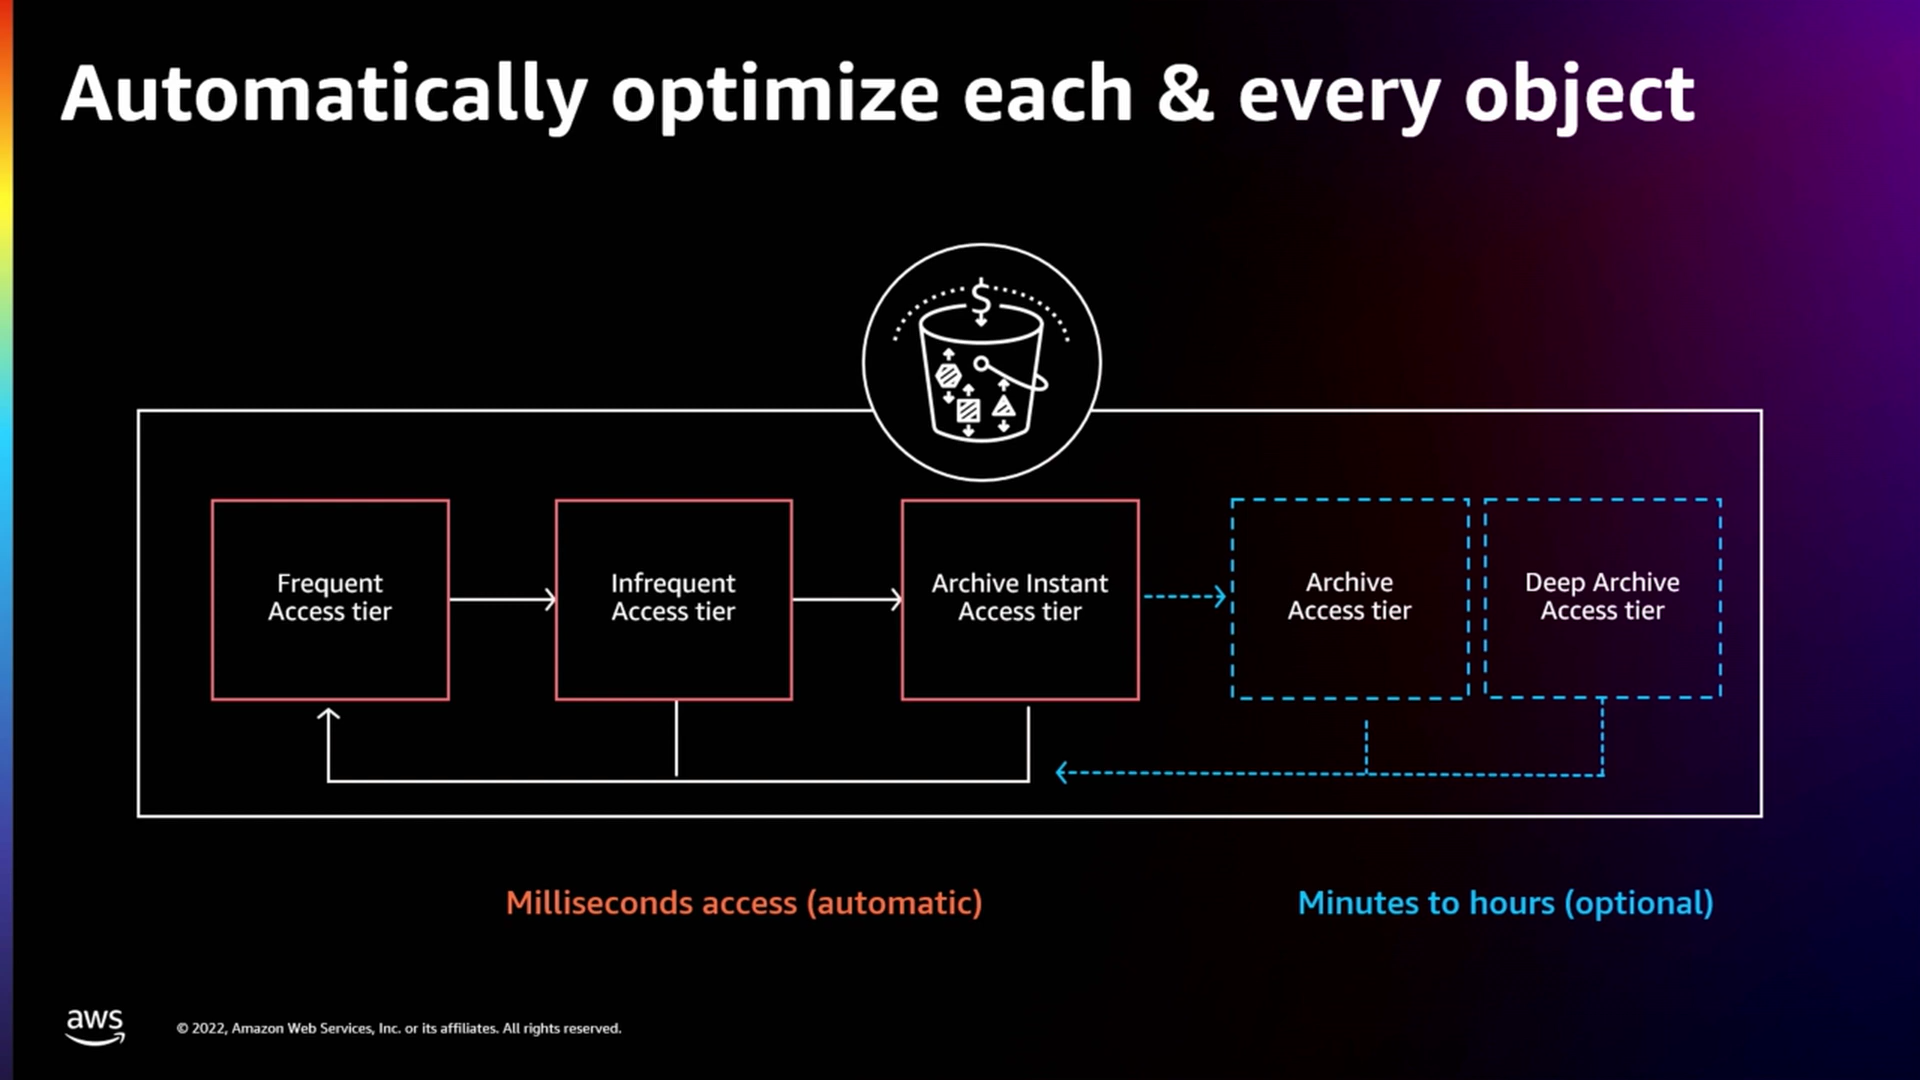 Automatically optimize each & every object
$
Frequent
Access tier
Infrequent
Access tier
Archive Instant
Access tier
Archive
Access tier
Deep Archive
Access tier
Milliseconds access (automatic)
Minutes to hours (optional)
aws
© 2022, Amazon Web Services, Inc. or its affiliates. All rights reserved.